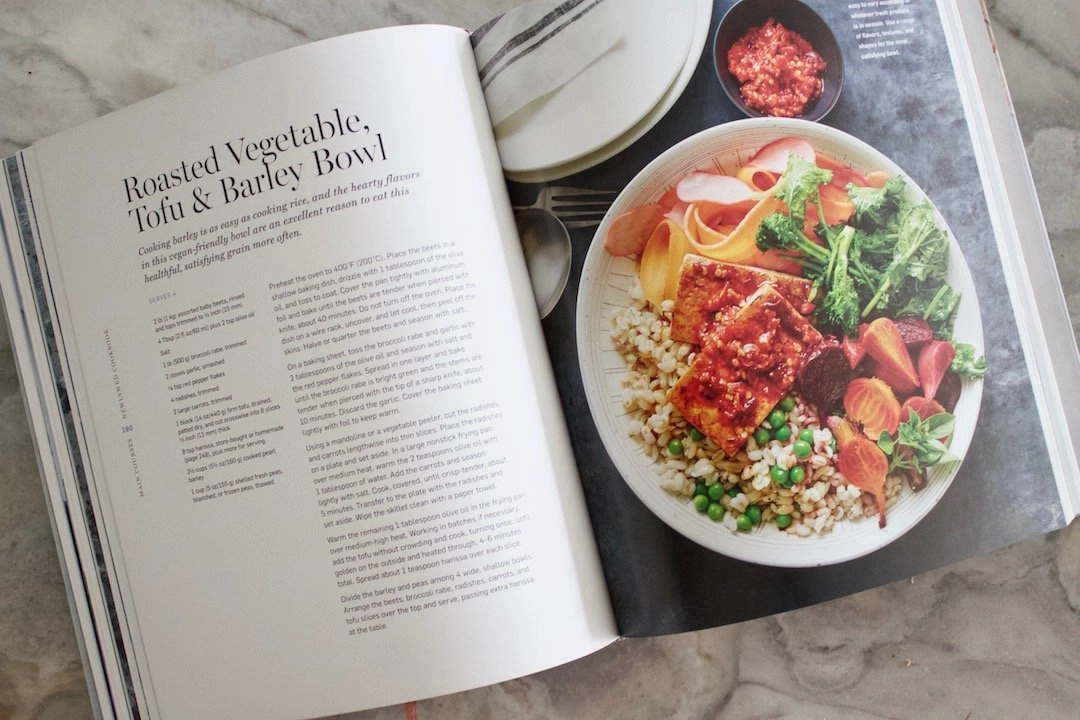 Roasted Vegetable,
Tofu & Barley Bowl
Cooking barley is as easy as cooking rice, and the hearty flavors
in this vegan-friendly bowl are an excellent reason to eat this
healthful, satisfying grain more often.
SERVES 4
2 lb (1 kg) assorted baby beets, rinsed
and tops trimmed to ½ inch (15 mm)
4 Tbsp (2 fl oz/60 ml) plus 2 tsp olive oil
Salt
1 lb (500 g) broccoli rabe, trimmed
2 cloves garlic, smashed
¼ tsp red pepper flakes
4 radishes, trimmed
2 large carrots, trimmed
1 block (14 oz/440 g) firm tofu, drained,
patted dry, and cut crosswise into 8 slices
½ inch (12 mm) thick
8 tsp harissa, store-bought or homemade
(page 248), plus more for serving
3½ cups (5½ oz/160 g) cooked pearl
barley
1 cup (5 oz/155 g) shelled fresh peas,
blanched, or frozen peas, thawed
Preheat the oven to 400°F (200°C). Place the beets in a
shallow baking dish, drizzle with 1 tablespoon of the olive
oil, and toss to coat. Cover the pan tightly with aluminum
foil and bake until the beets are tender when pierced with
knife, about 40 minutes. Do not turn off the oven. Place the
dish on a wire rack, uncover, and let cool, then peel off the
skins. Halve or quarter the beets and season with salt.
On a baking sheet, toss the broccoli rabe and garlic with
2 tablespoons of the olive oil and season with salt and
the red pepper flakes. Spread in one layer and bake
until the broccoli rabe is bright green and the stems are
tender when pierced with the tip of a sharp knife, about
10 minutes. Discard the garlic. Cover the baking sheet
lightly with foil to keep warm.
Using a mandoline or a vegetable peeler, cut the radishes
and carrots lengthwise into thin slices. Place the radishes
on a plate and set aside. In a large nonstick frying pan
over medium heat, warm the 2 teaspoons olive oil with
1 tablespoon water. Add the carrots and season
lightly with salt. Cook, covered, until crisp-tender, about
5 minutes. Transfer to the plate with the radishes and
set aside. Wipe the skillet clean with a paper towel.
Warm the remaining 1 tablespoon olive oil in the frying pan
over medium-high heat. Working in batches if necessary,
add the tofu without crowding and cook, turning once, until
golden on the outside and heated through, 4–6 minutes
total. Spread about 1 teaspoon harissa over each slice.
Divide the barley and peas among 4 wide, shallow bowls.
Arrange the beets, broccoli rabe, radishes, carrots, and
tofu slices over the top and serve, passing extra harissa
at the table.
MAIN COURSES
180
NEWLYWED COOKBOOK
easy to vary according to
whatever fresh produce
is in season. Use a range
of flavors, textures, and
shapes for the most
satisfying bowl.